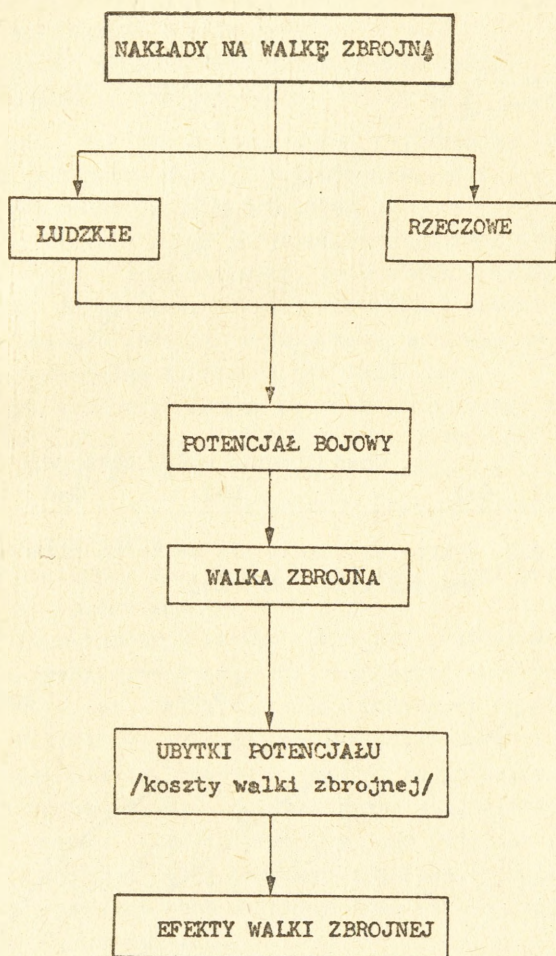 NAKŁADY NA WALKĘ ZBROJNĄ
LUDZKIE
RZECZOWE
POTENCJAŁ BOJOWY
WALKA ZBROJNA
UBYTKI POTENCJAŁU
/koszty walki zbrojnej/
EFEKTY WALKI ZBROJNEJ